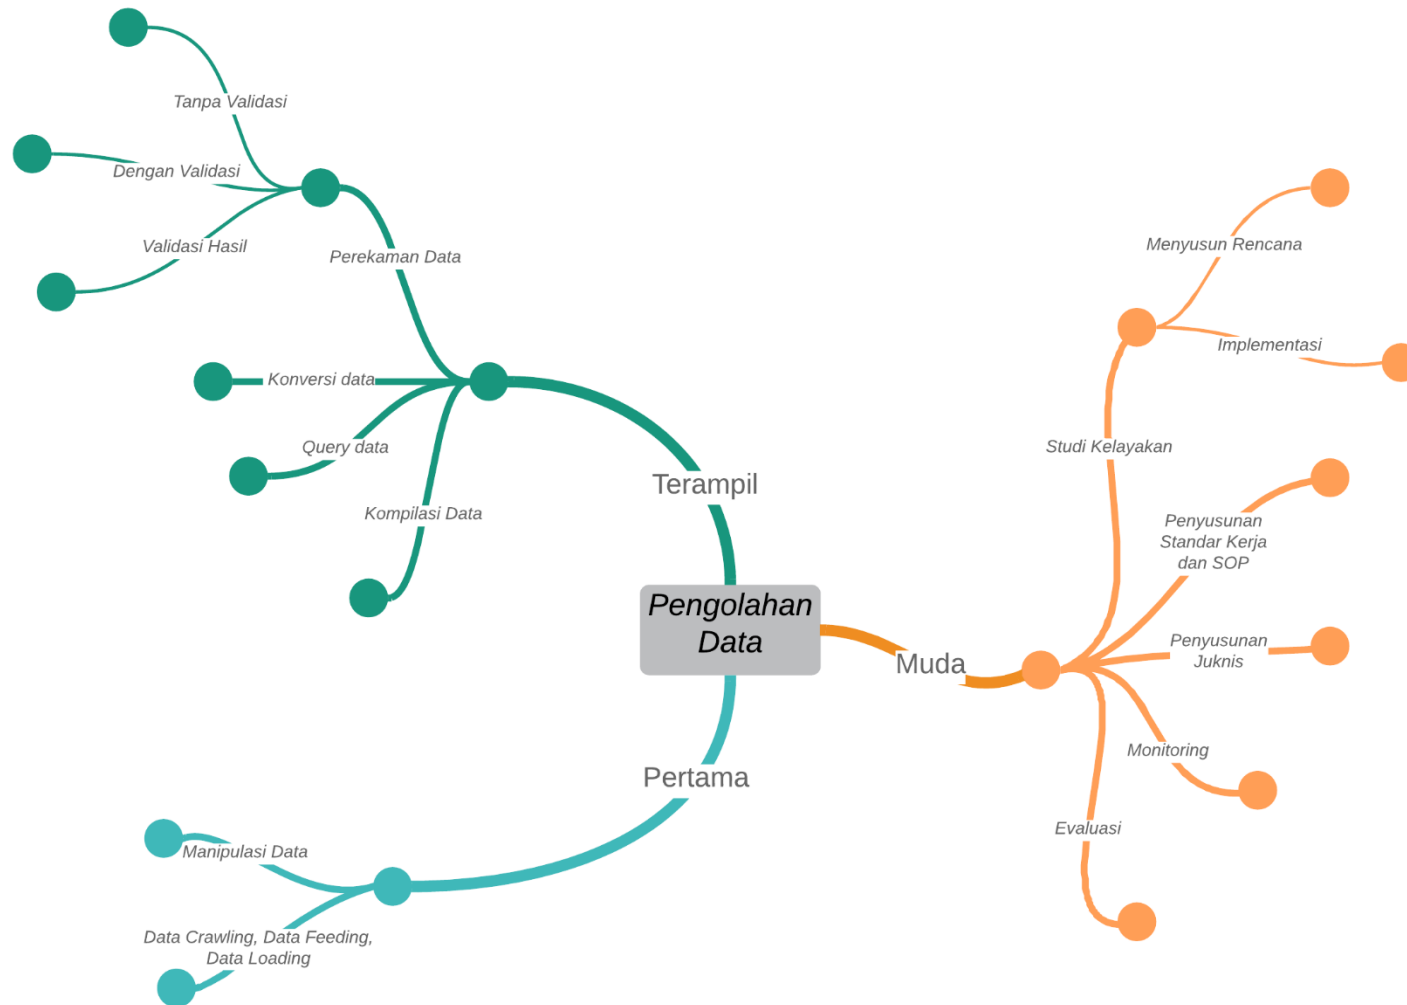 Tanpa Validasi
Dengan Validasi
Validasi Hasil
Perekaman Data
Konversi data
Query data
Kompilasi Data
Terampil
Pengolahan
Data
Muda
Menyusun Rencana
Implementasi
Studi Kelayakan
Penyusunan
Standar Kerja
dan SOP
Penyusunan
Juknis
Monitoring
Evaluasi
Pertama
Manipulasi Data
Data Crawling, Data Feeding,
Data Loading